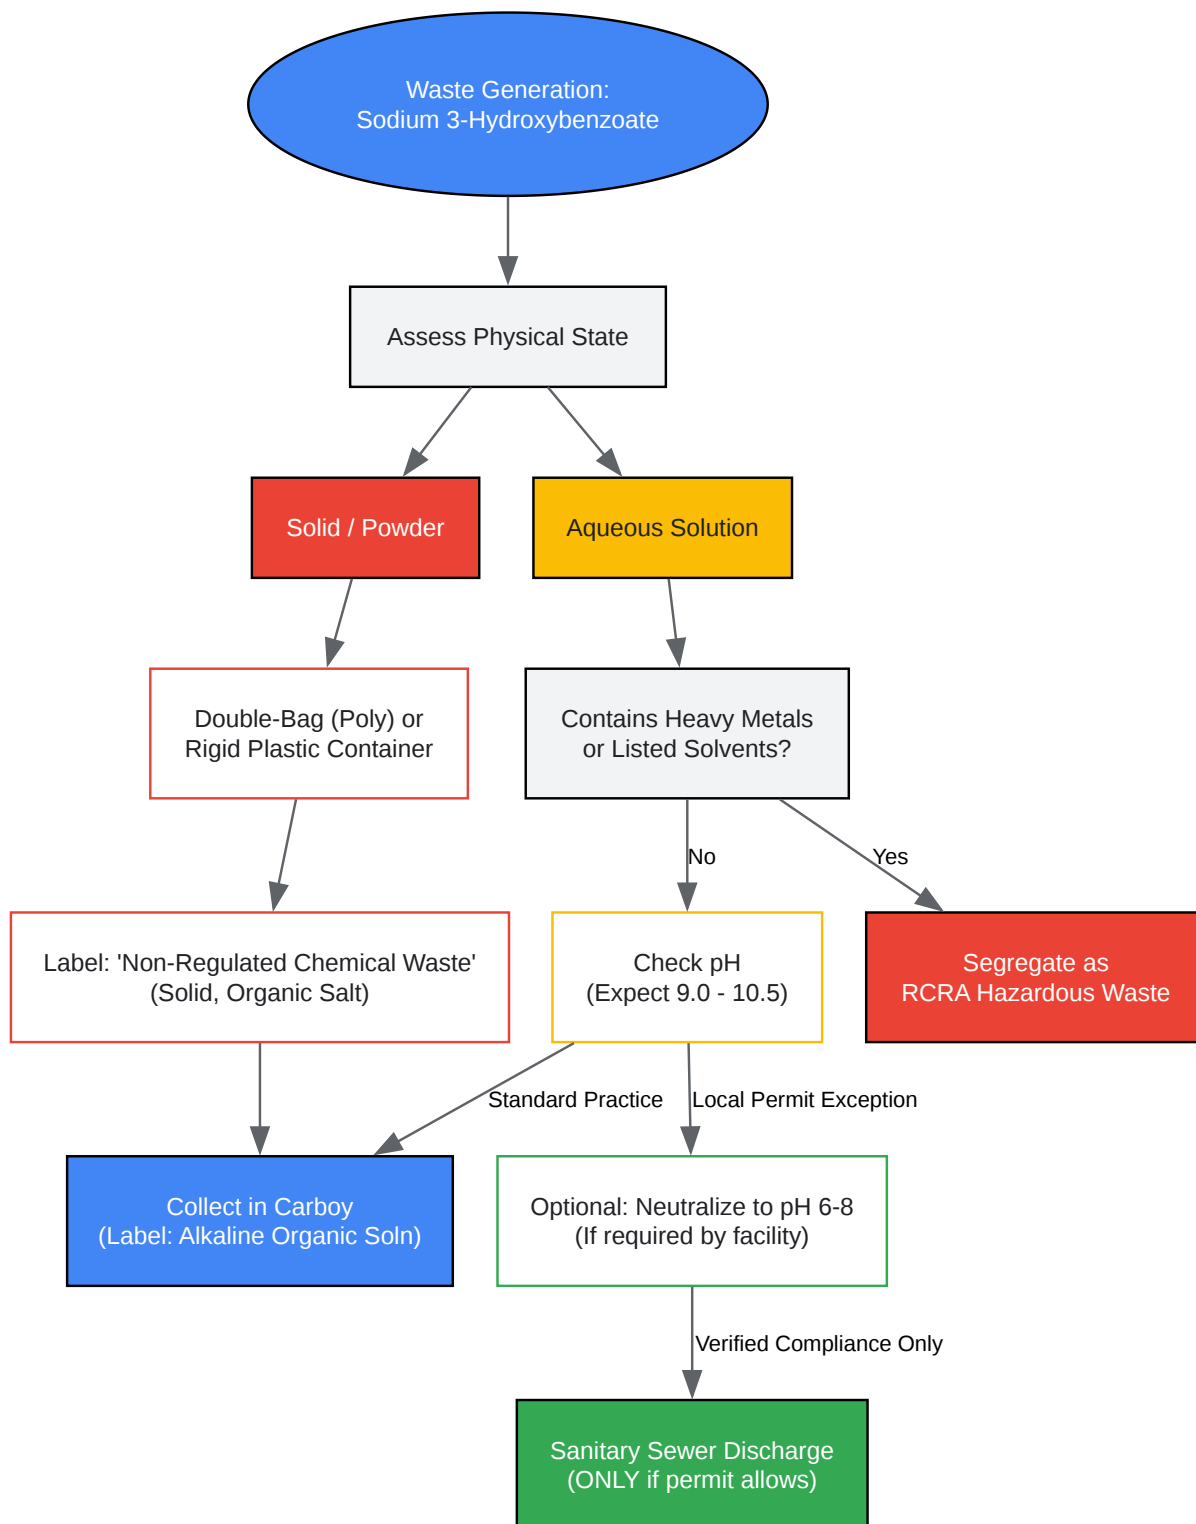 Waste Generation:
Sodium 3-Hydroxybenzoate
Assess Physical State
Solid / Powder
Aqueous Solution
Double-Bag (Poly) or
Rigid Plastic Container
Contains Heavy Metals
or Listed Solvents?
No
Yes
Label: 'Non-Regulated Chemical Waste'
(Solid, Organic Salt)
Check pH
(Expect 9.0 - 10.5)
Segregate as
RCRA Hazardous Waste
Standard Practice
Local Permit Exception
Collect in Carboy
(Label: Alkaline Organic Soln)
Optional: Neutralize to pH 6-8
(If required by facility)
Verified Compliance Only
Sanitary Sewer Discharge
(ONLY if permit allows)